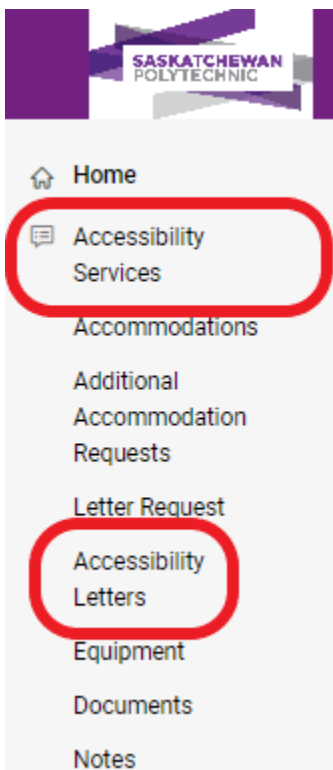 SASKATCHEWAN
POLYTECHNIC
Home
Accessibility
Services
Accommodations
Additional
Accommodation
Requests
Letter Request
Accessibility
Letters
Equipment
Documents
Notes